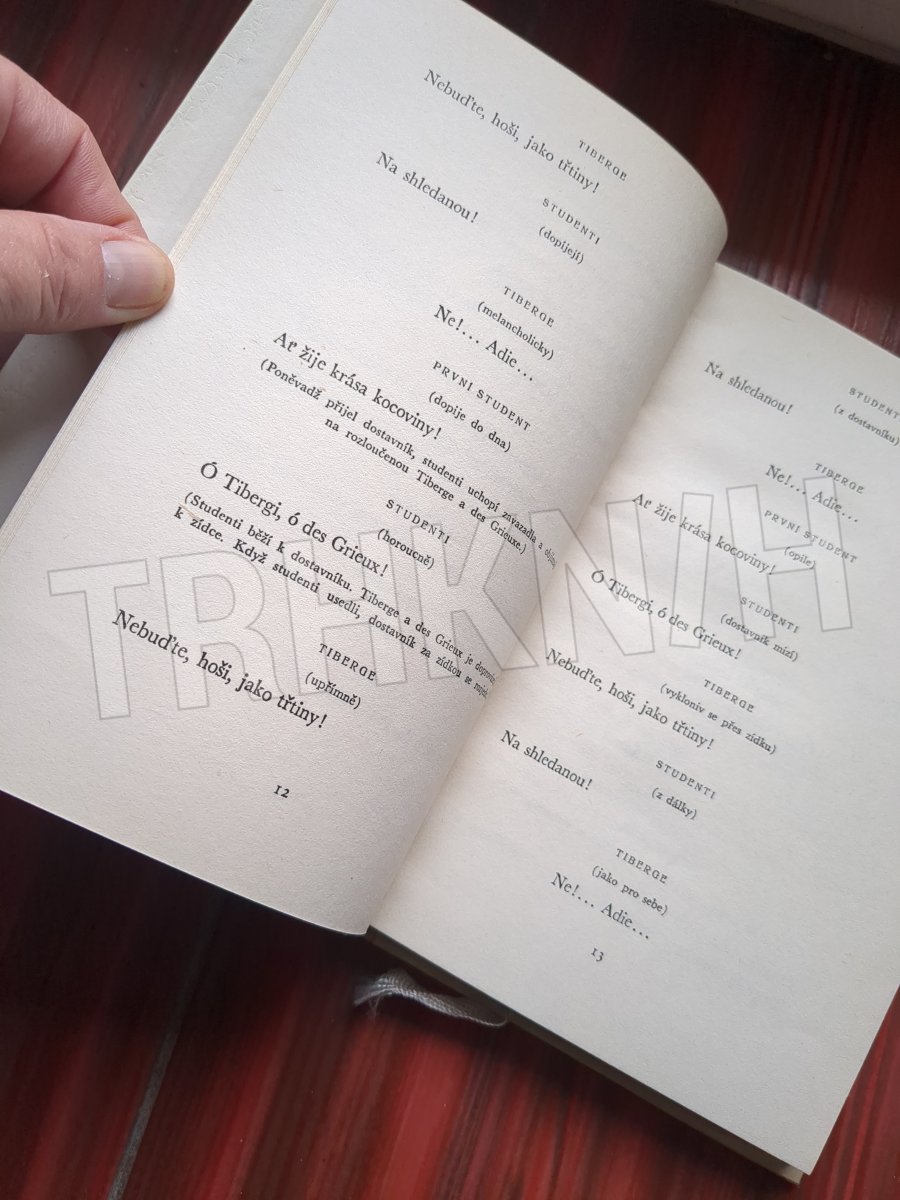 TIBERGE
Nebuďte, hoši, jako třtiny!
STUDENTI
(dopíjejí)
Na shledanou!
TIBERGE
(melancholicky)
Ne!... Adie...
PRVNI STUDENT
(dopije do dna)
Ať žije krása kocoviny!
(Poněvadž přijel dostavník, studenti uchopí zavazadla a
na rozloučenou Tiberge a des Grieuxe.)
STUDENTI
(horoucně)
Ó Tibergi, ó des Grieux!
(Studenti běží k dostavníku. Tiberge a des Grieux je
k zídce. Když studenti usedli, dostavník za zídkou se
TIBERGE
(upřímně)
Nebuďte, hoši, jako třtiny!
12
STUDENT
(z dostavníku)
Na shledanou!
TIBERGE
Ne!... Adie...
PRVNI STUDENT
(opile)
Ať žije krása kocoviny!
STUDENTI
(dostavník mizí)
Ó Tibergi, ó des Grieux!
TIBERGE
(vykloniv se přes zídku)
Nebuďte, hoši, jako třtiny!
STUDENTI
(z dálky)
Na shledanou!
TIBERGE
(jako pro sebe)
Ne!... Adie...
13
TRHKNIH